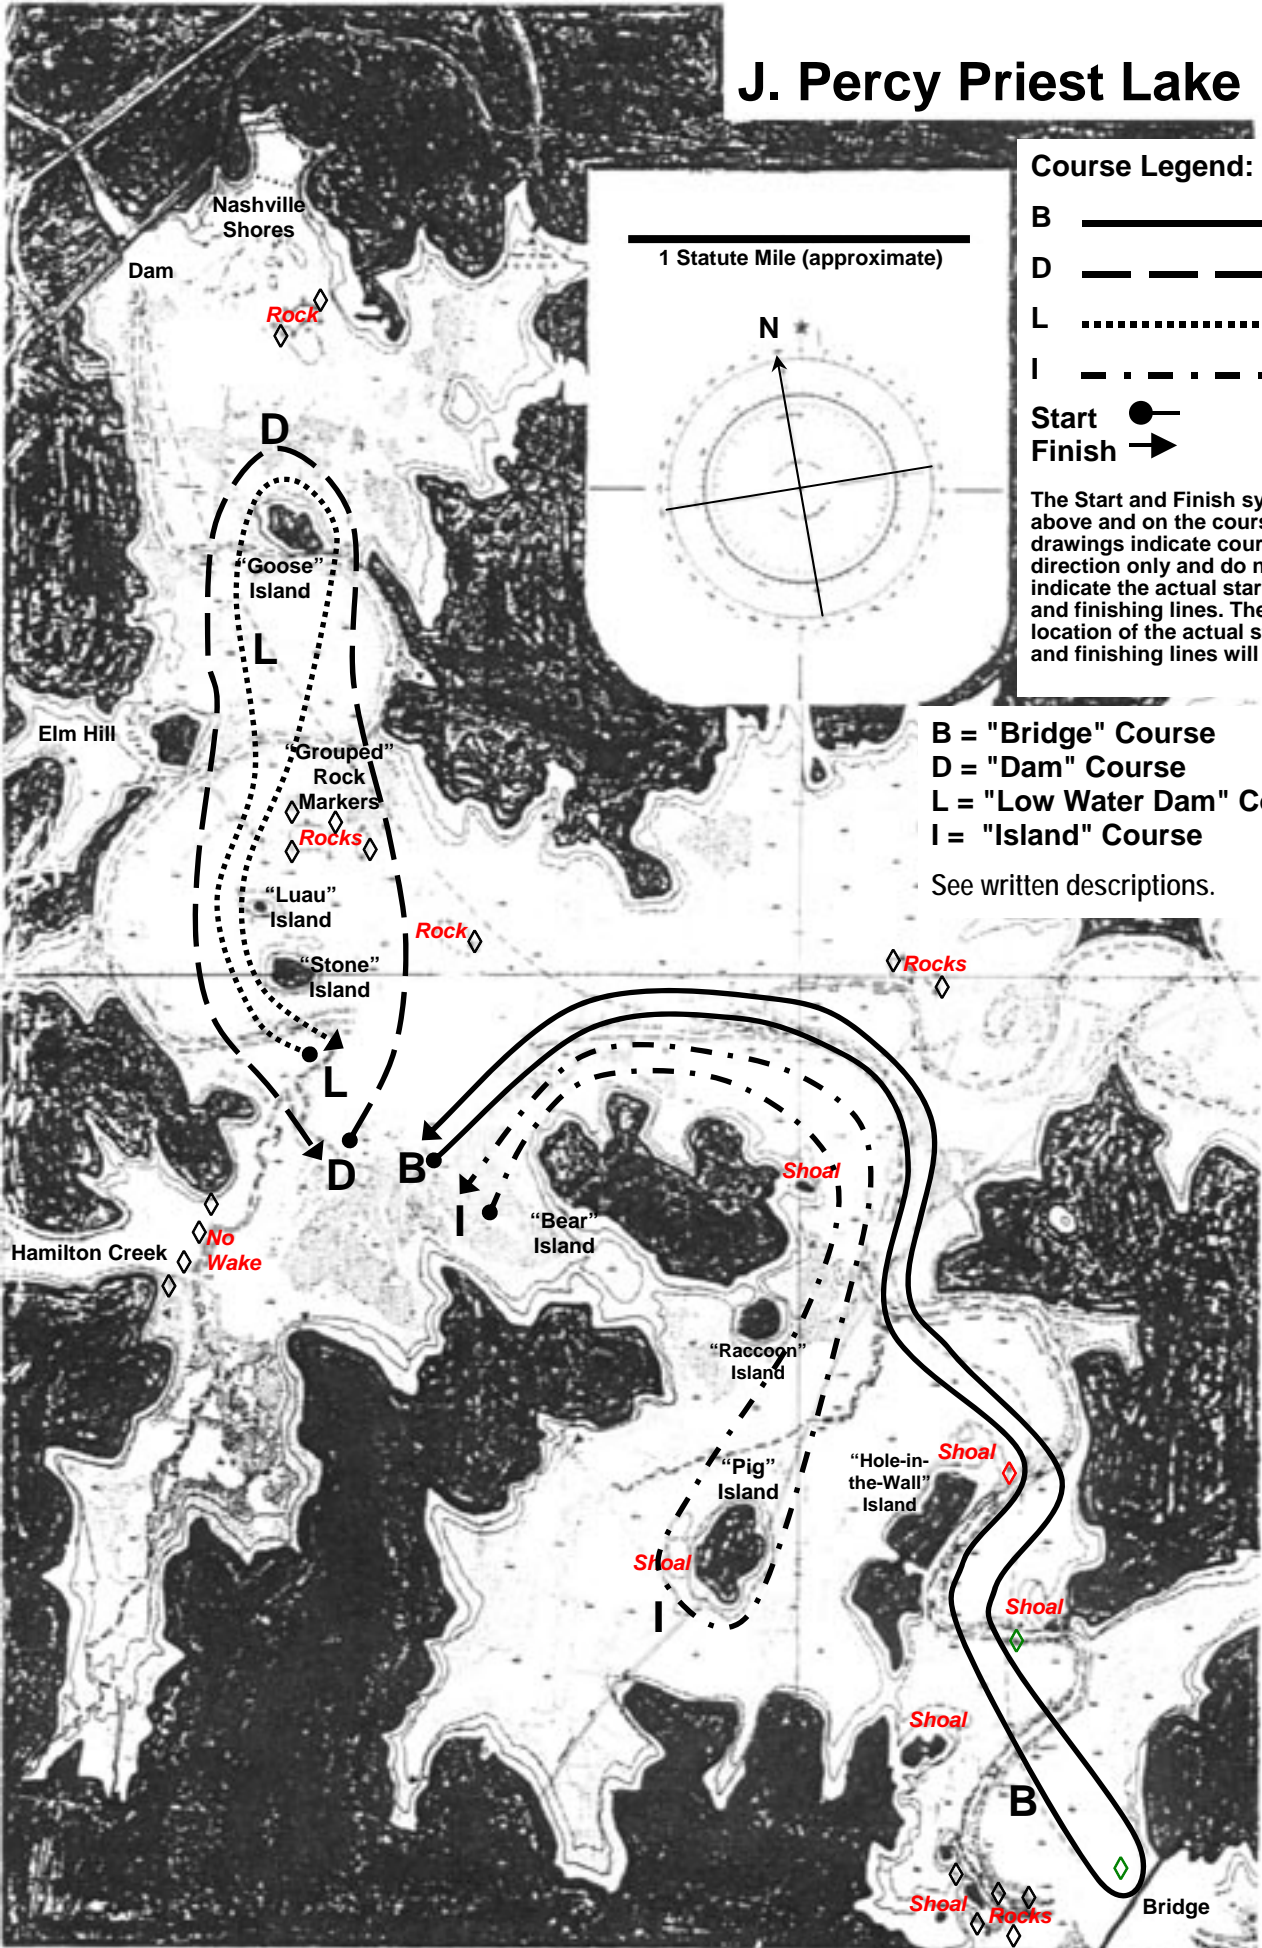 J. Percy Priest Lake
Course Legend:
B
D
L
I
Start
Finish
The Start and Finish sy
above and on the cours
drawings indicate cour
direction only and do n
indicate the actual star
and finishing lines. The
location of the actual s
and finishing lines will
1 Statute Mile (approximate)
N
B = "Bridge" Course
D = "Dam" Course
L = "Low Water Dam" Co
I = "Island" Course
See written descriptions.
Nashville
Shores
Dam
Rock
D
“Goose”
Island
L
Elm Hill
“Grouped”
Rock
Markers
Rocks
“Luau”
Island
Rock
“Stone”
Island
Rocks
L
D
B
I
Shoal
“Bear”
Island
No
Wake
Hamilton Creek
“Raccoon”
Island
“Pig”
Island
“Hole-in-
the-Wall”
Island
Shoal
Shoal
I
Shoal
Shoal
B
Shoal
Rocks
Bridge